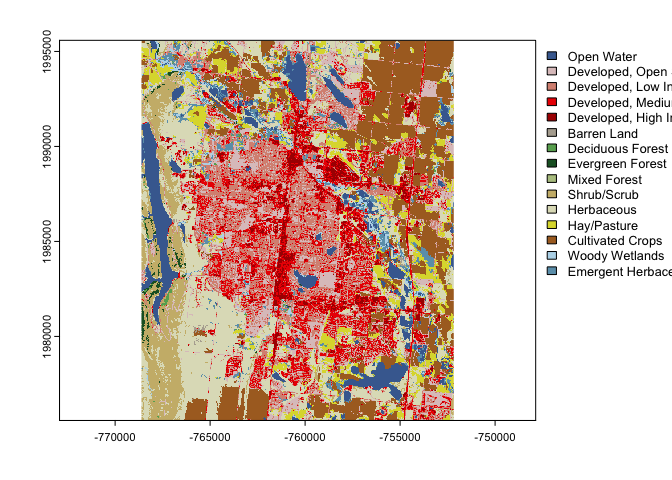 1995000
1990000
1985000
1980000
-770000
-765000
-760000
-755000
-750000
Open Water
Developed, Open
Developed, Low In
Developed, Mediu
Developed, High In
Barren Land
Deciduous Forest
Evergreen Forest
Mixed Forest
Shrub/Scrub
Herbaceous
Hay/Pasture
Cultivated Crops
Woody Wetlands
Emergent Herbace